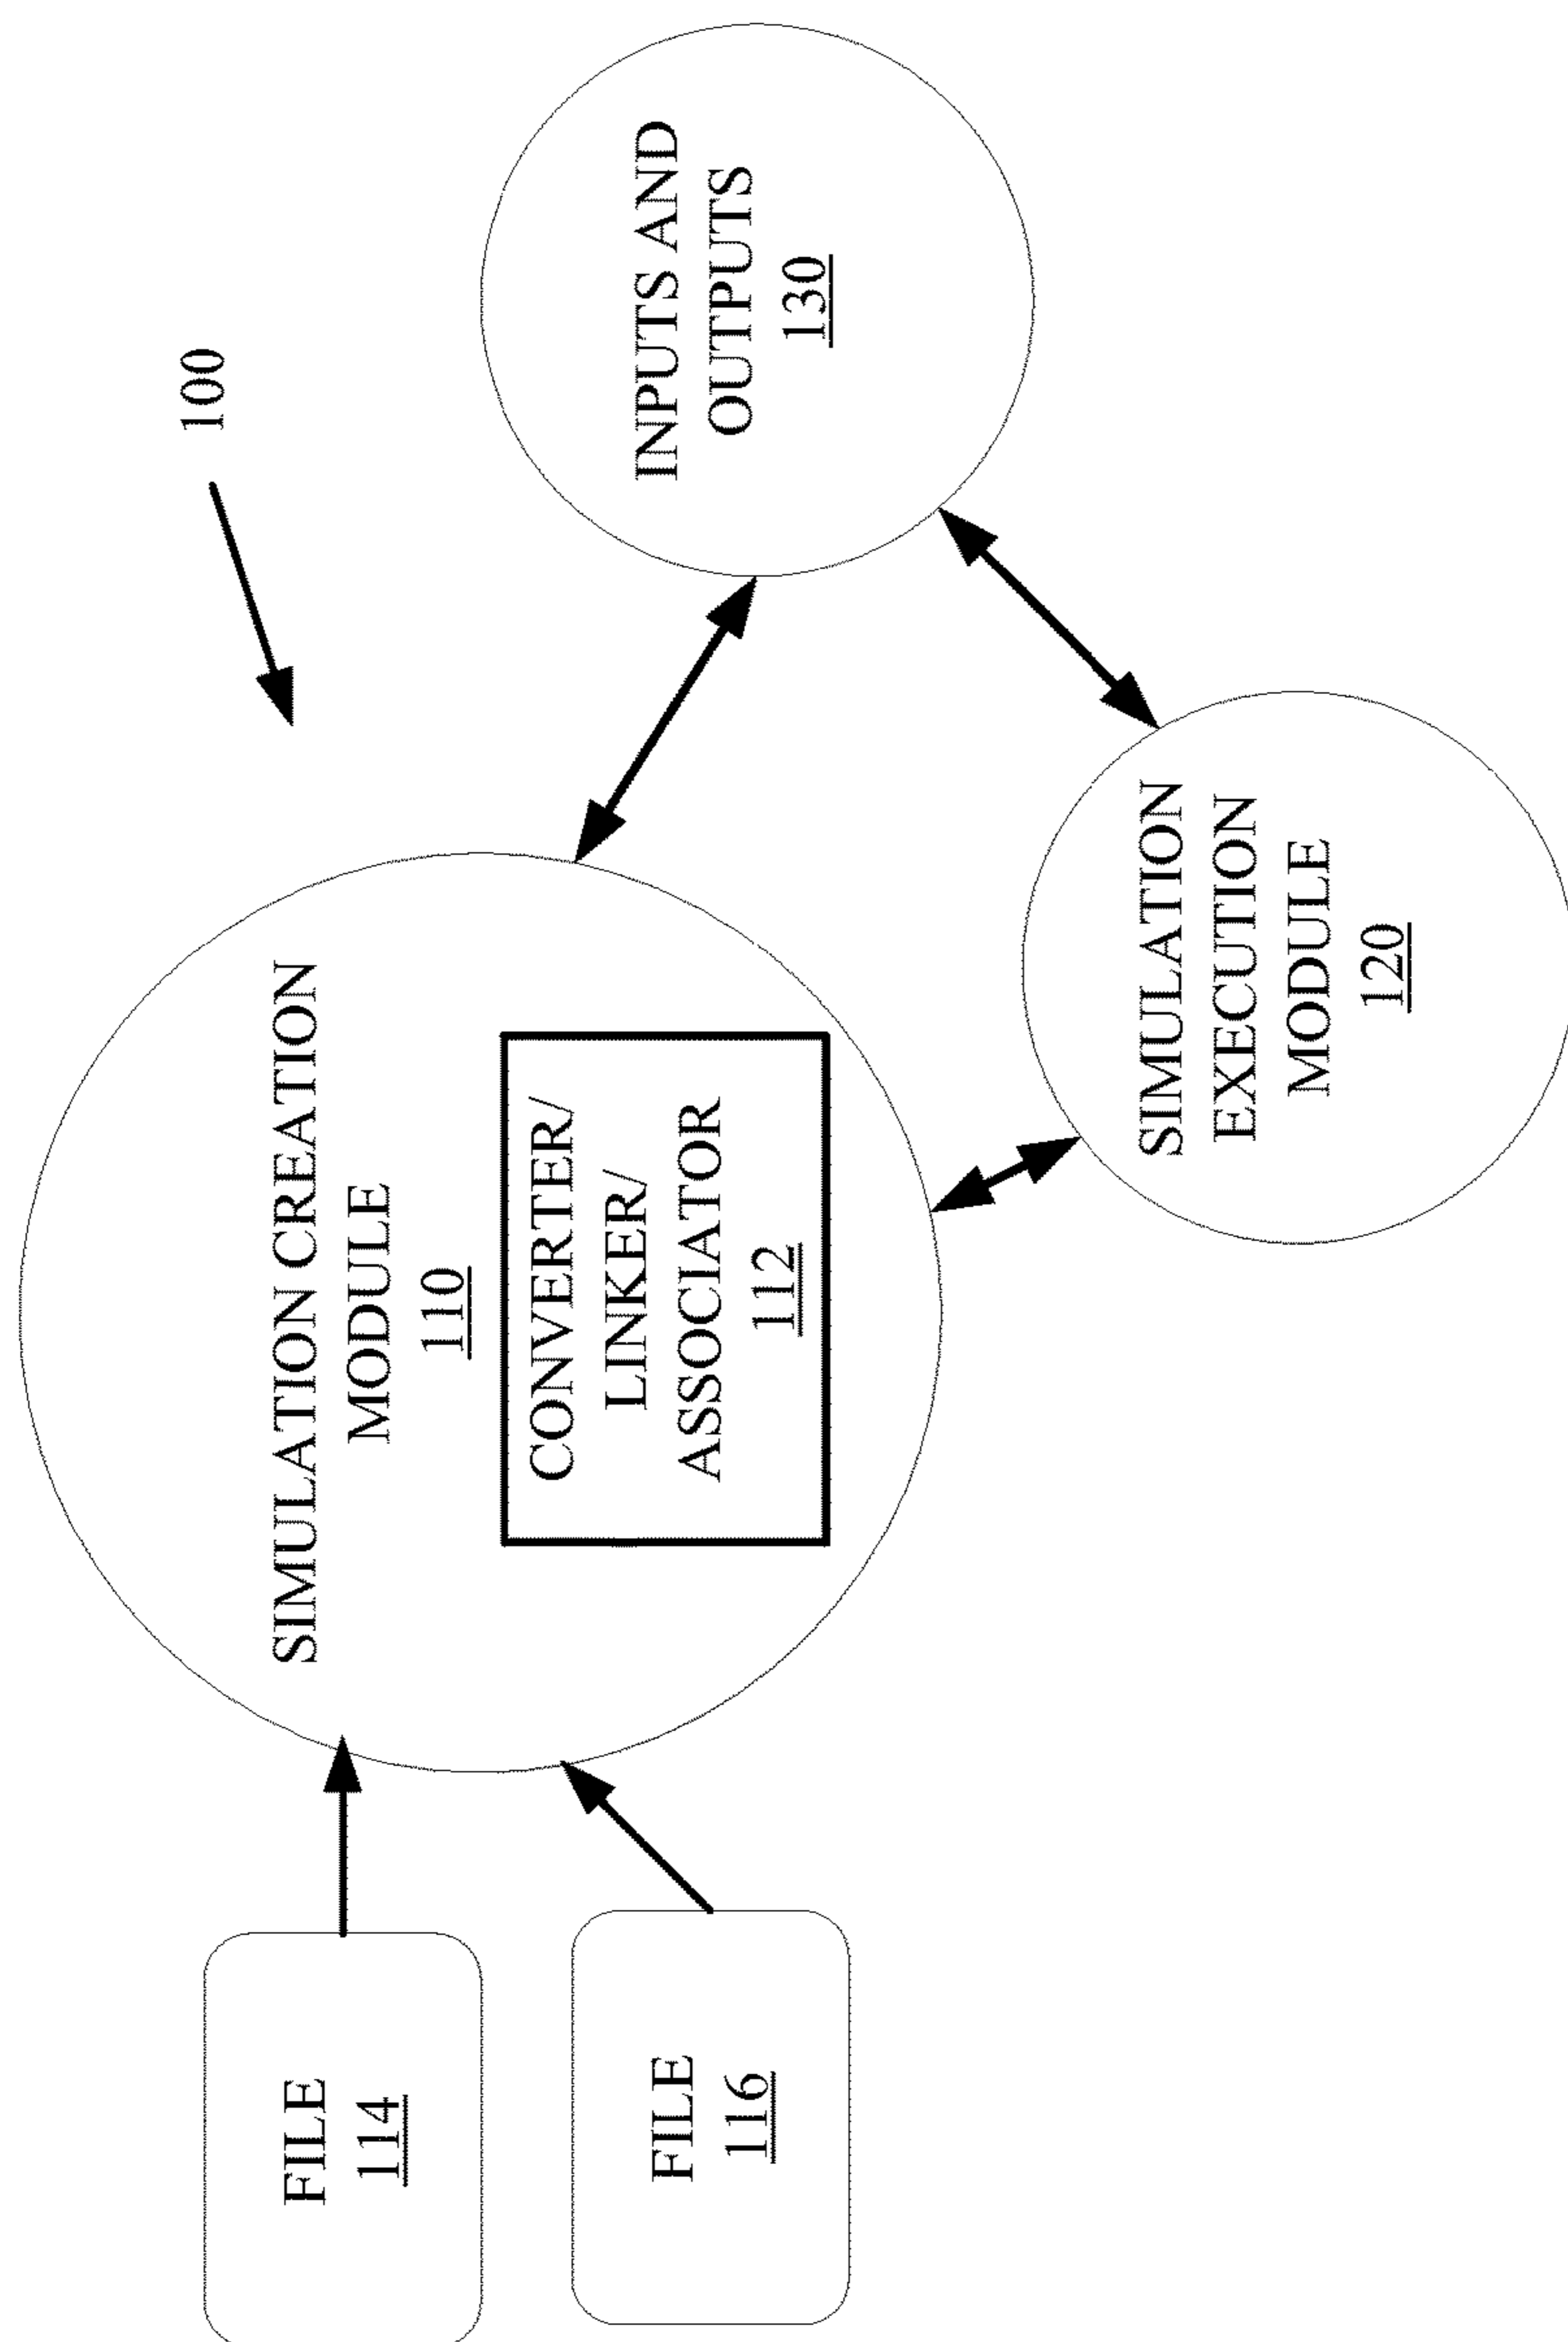 100
SIMULATION CREATION
MODULE
110
CONVERTER/
LINKER/
ASSOCIATOR
112
FILE
114
FILE
116
INPUTS AND
OUTPUTS
130
SIMULATION
EXECUTION
MODULE
120